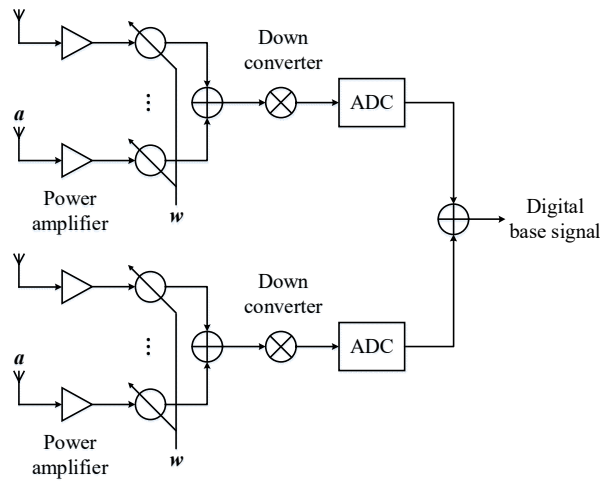 Down
converter
ADC
...
a
Power
amplifier
w
Digital
base signal
Down
converter
ADC
...
a
Power
amplifier
w